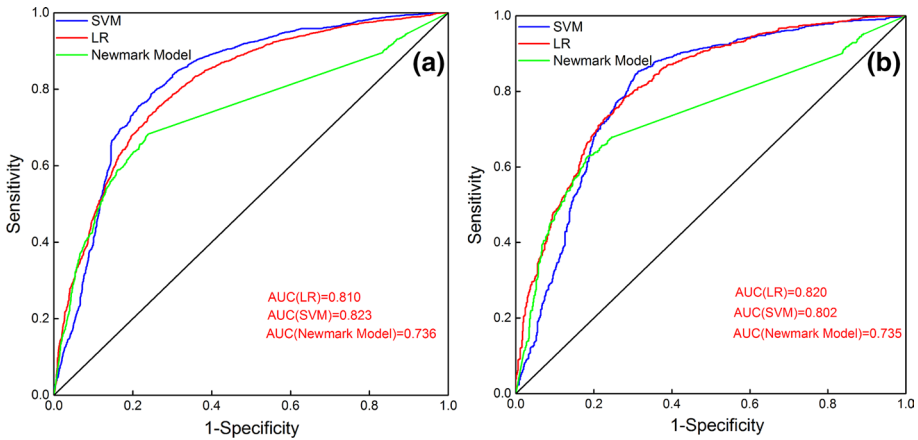 SVM
LR
Newmark Model
(a)
1.0
0.8
0.6
0.4
0.2
0.0
Sensitivity
AUC(LR)=0.810
AUC(SVM)=0.823
AUC(Newmark Model)=0.736
0.0 0.2 0.4 0.6 0.8 1.0
1-Specificity
SVM
LR
Newmark Model
(b)
1.0
0.8
0.6
0.4
0.2
0.0
Sensitivity
AUC(LR)=0.820
AUC(SVM)=0.802
AUC(Newmark Model)=0.735
0.0 0.2 0.4 0.6 0.8 1.0
1-Specificity